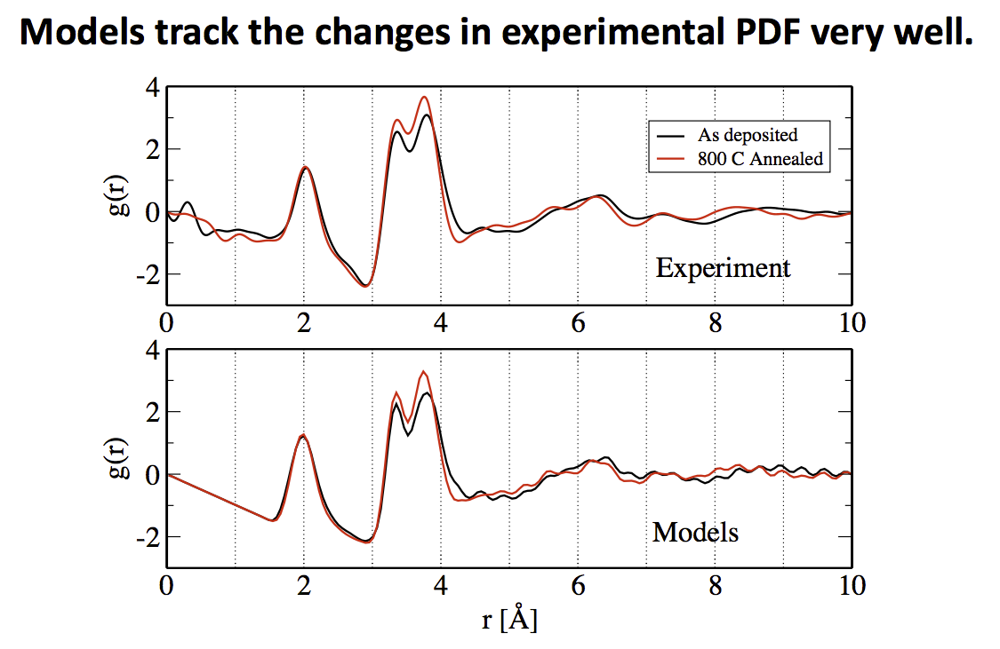 Models track the changes in experimental PDF very well.
4
2
0
-2
g(r)
As deposited
800 C Annealed
Experiment
0 2 4 6 8 10
4
2
0
-2
g(r)
Models
0 2 4 6 8 10
r [Å]